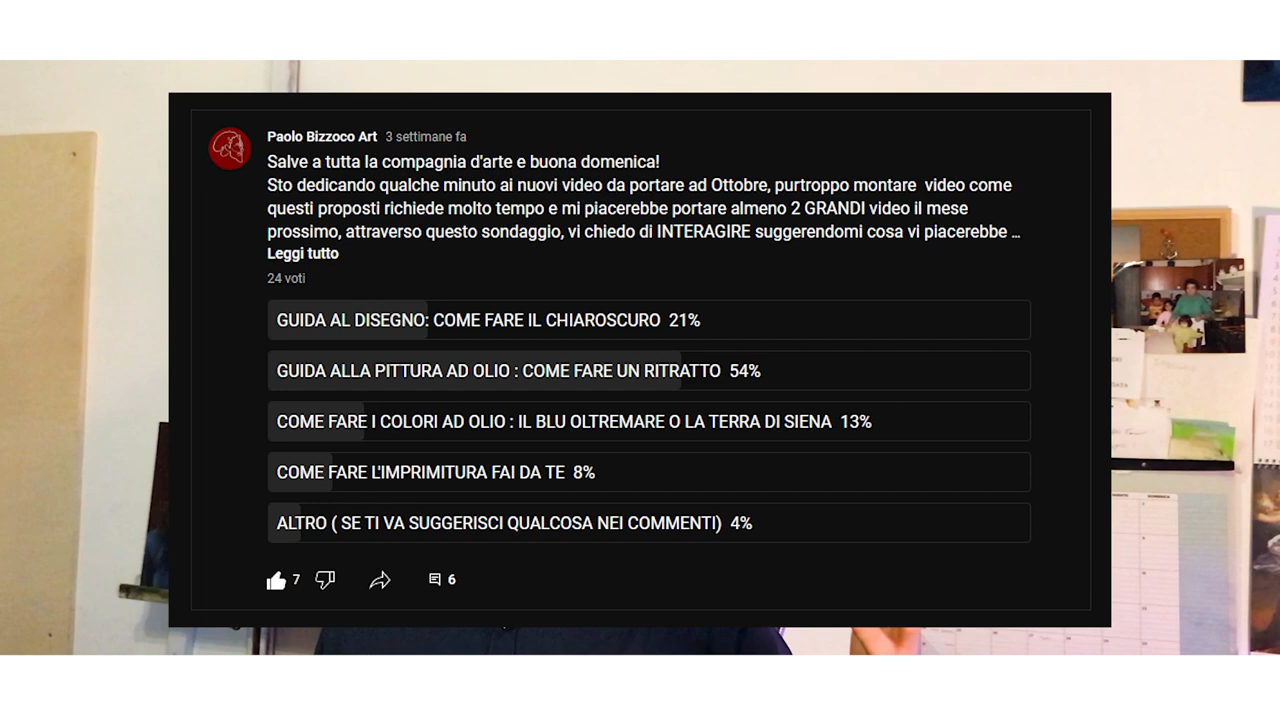 Paolo Bizzoco Art 3 settimane fa
Salve a tutta la compagnia d'arte e buona domenica!
Sto dedicando qualche minuto ai nuovi video da portare ad Ottobre, purtroppo montare  video come
questi proposti richiede molto tempo e mi piacerebbe portare almeno 2 GRANDI video il mese
prossimo, attraverso questo sondaggio, vi chiedo di INTERAGIRE suggerendomi cosa vi piacerebbe ...
Leggi tutto
24 voti
GUIDA AL DISEGNO: COME FARE IL CHIAROSCURO 21%
GUIDA ALLA PITTURA AD OLIO : COME FARE UN RITRATTO 54%
COME FARE I COLORI AD OLIO : IL BLU OLTREMARE O LA TERRA DI SIENA 13%
COME FARE L'IMPRIMITURA FAI DA TE 8%
ALTRO ( SE TI VA SUGGERISCI QUALCOSA NEI COMMENTI) 4%
7 6